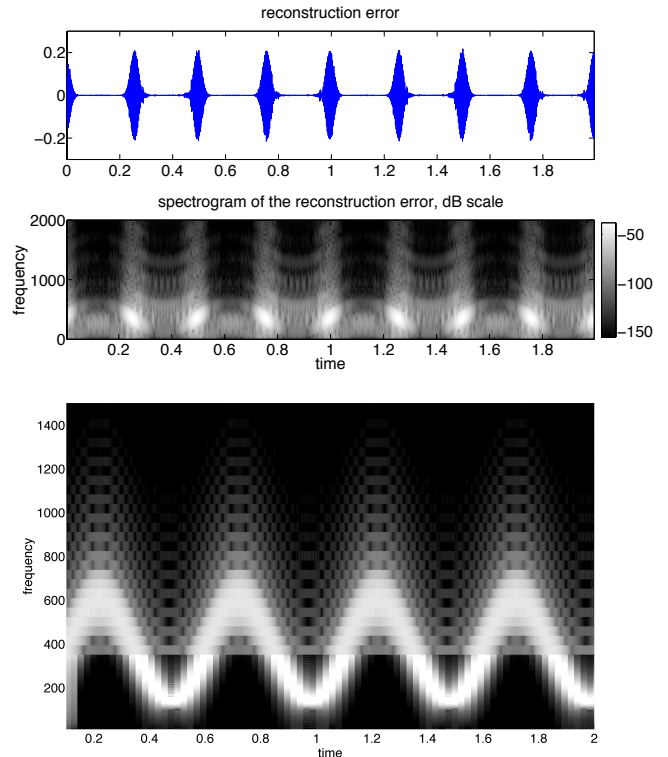 reconstruction error
0.2
0
−0.2
0 0.2 0.4 0.6 0.8 1 1.2 1.4 1.6 1.8
spectrogram of the reconstruction error, dB scale
2000
1000
0
frequency
0.2 0.4 0.6 0.8 1 1.2 1.4 1.6 1.8
time
−50
−100
−150
1400
1200
1000
800
600
400
200
frequency
0.2 0.4 0.6 0.8 1 1.2 1.4 1.6 1.8 2
time